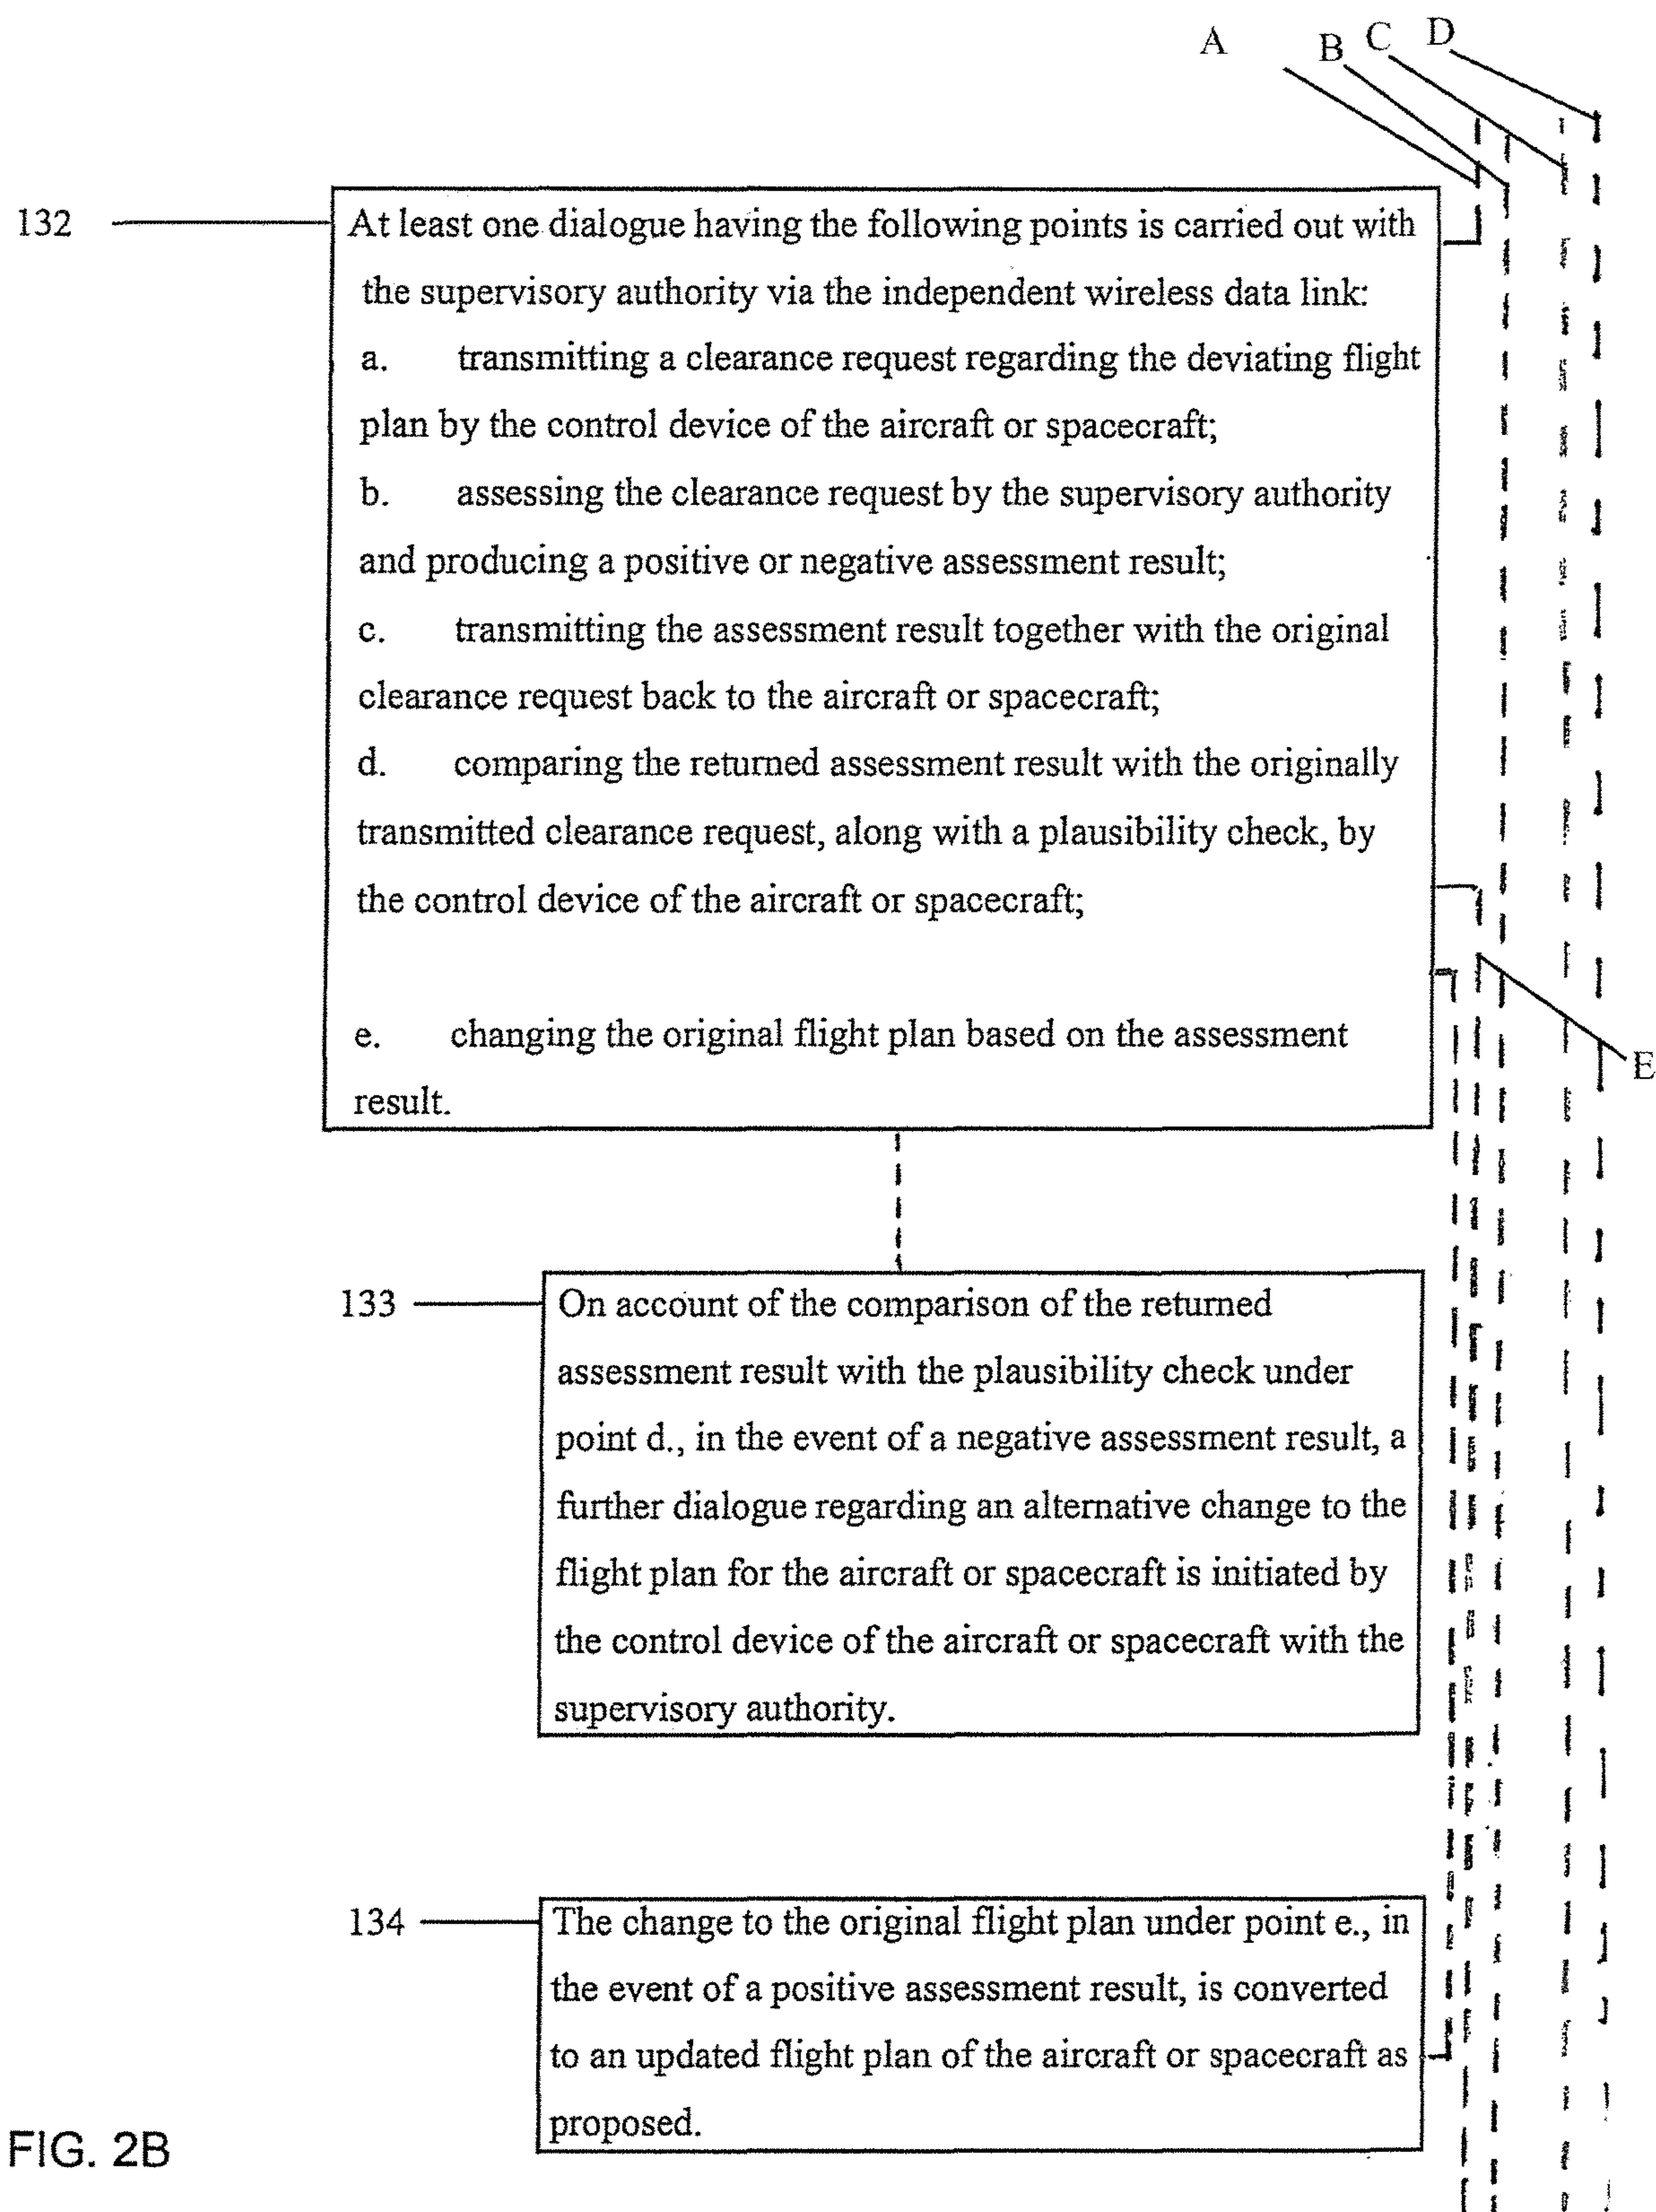 A B C D
132
At least one dialogue having the following points is carried out with
the supervisory authority via the independent wireless data link:
a. transmitting a clearance request regarding the deviating flight
plan by the control device of the aircraft or spacecraft;
b. assessing the clearance request by the supervisory authority
and producing a positive or negative assessment result;
c. transmitting the assessment result together with the original
clearance request back to the aircraft or spacecraft;
d. comparing the returned assessment result with the originally
transmitted clearance request, along with a plausibility check, by
the control device of the aircraft or spacecraft;
e. changing the original flight plan based on the assessment
result.
E
133
On account of the comparison of the returned
assessment result with the plausibility check under
point d., in the event of a negative assessment result, a
further dialogue regarding an alternative change to the
flight plan for the aircraft or spacecraft is initiated by
the control device of the aircraft or spacecraft with the
supervisory authority.
134
The change to the original flight plan under point e., in
the event of a positive assessment result, is converted
to an updated flight plan of the aircraft or spacecraft as
proposed.
FIG. 2B